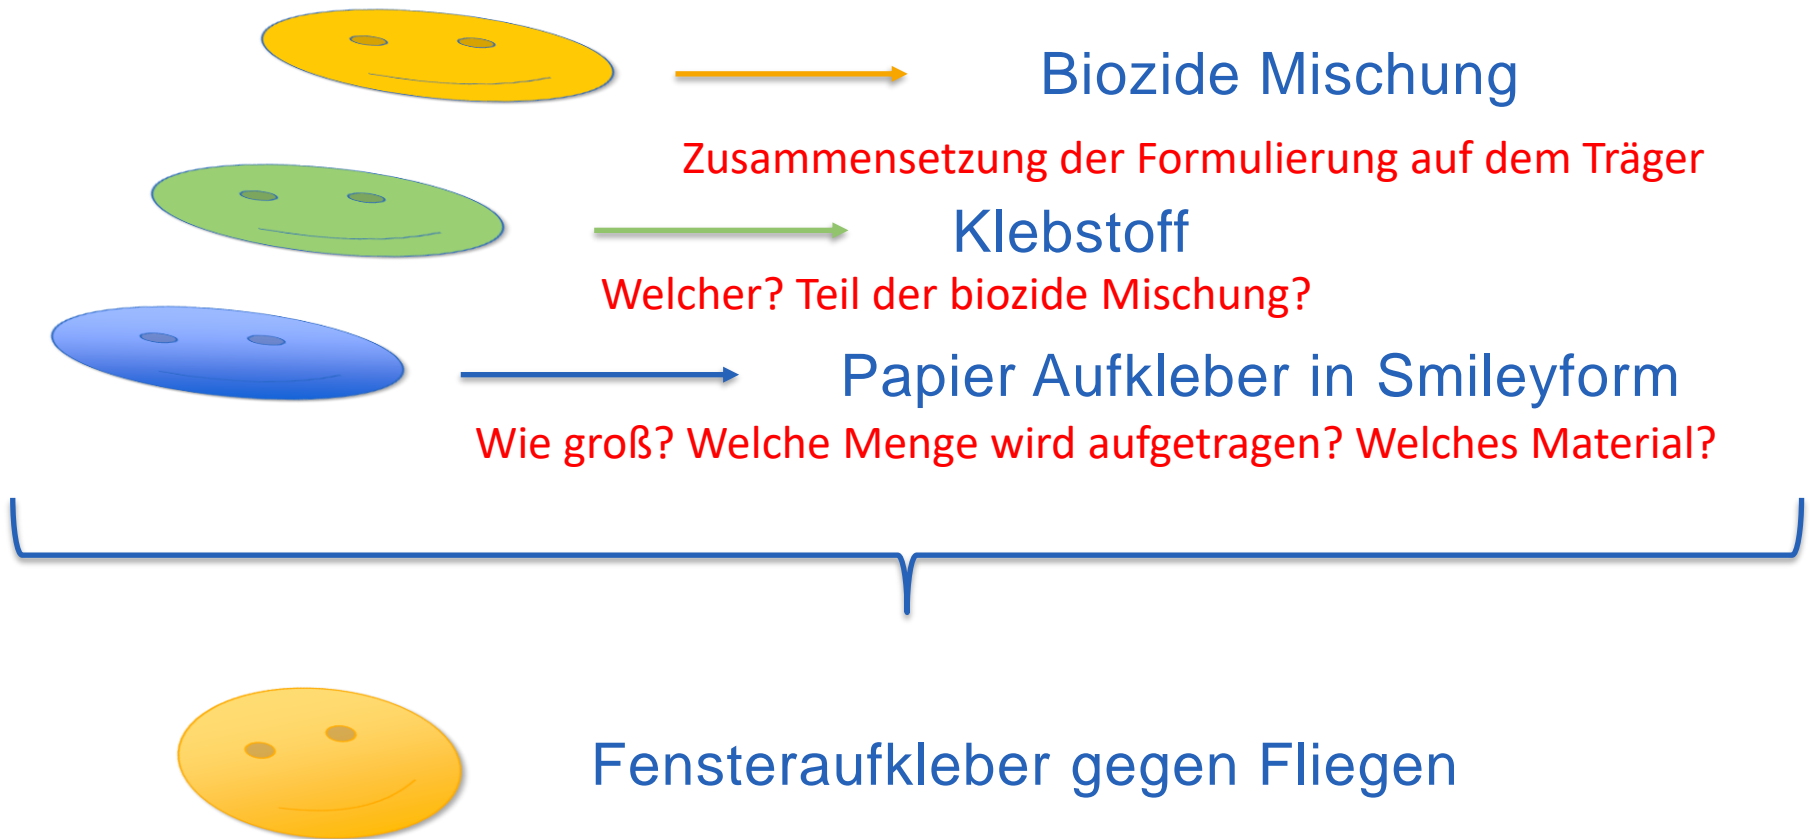 Biozide Mischung
Zusammensetzung der Formulierung auf dem Träger
Klebstoff
Welcher? Teil der biozide Mischung?
Papier Aufkleber in Smileyform
Wie groß? Welche Menge wird aufgetragen? Welches Material?
Fensteraufkleber gegen Fliegen